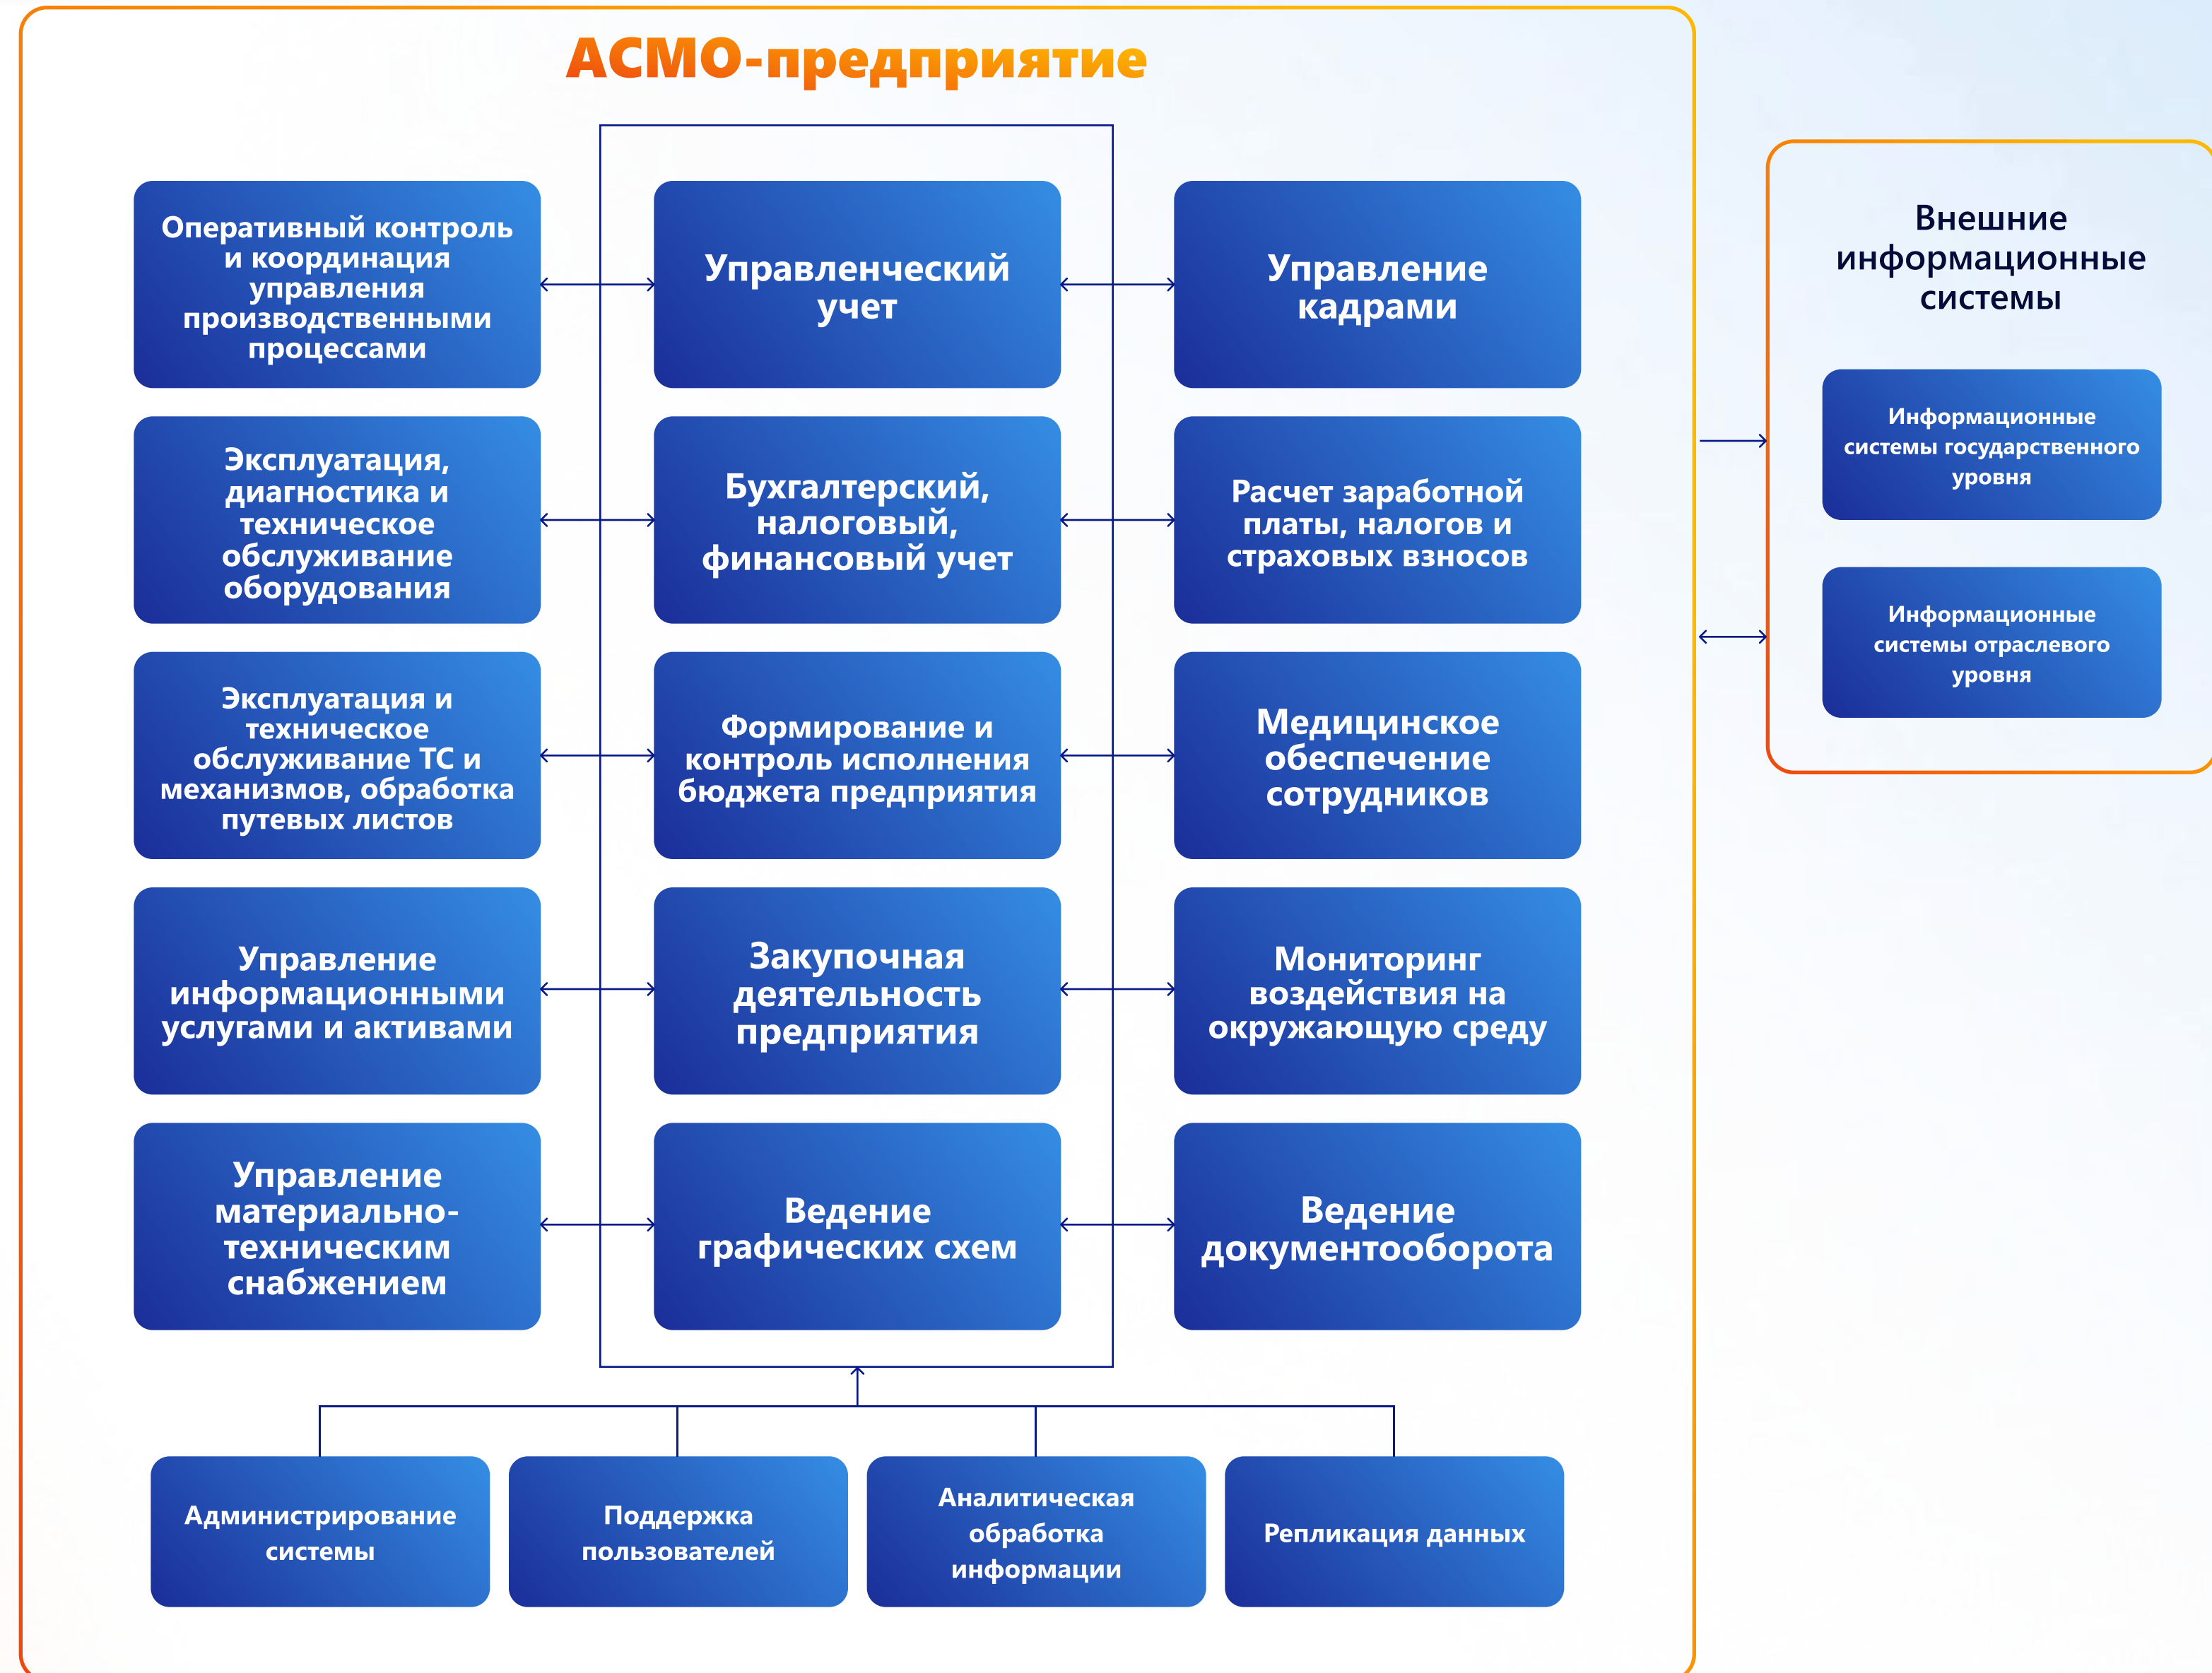 АСМО-предприятие
Оперативный контроль
и координация
управления
производственными
процессами
Управленческий
учет
Управление
кадрами
Эксплуатация,
диагностика и
техническое
обслуживание
оборудования
Бухгалтерский,
налоговый,
финансовый учет
Расчет заработной
платы, налогов и
страховых взносов
Эксплуатация и
техническое
обслуживание ТС и
механизмов, обработка
путевых листов
Формирование и
контроль исполнения
бюджета предприятия
Медицинское
обеспечение
сотрудников
Управление
информационными
услугами и активами
Закупочная
деятельность
предприятия
Мониторинг
воздействия на
окружающую среду
Управление
материально-
техническим
снабжением
Ведение
графических схем
Ведение
документооборота
Администрирование
системы
Поддержка
пользователей
Аналитическая
обработка
информации
Репликация данных
Внешние
информационные
системы
Информационные
системы государственного
уровня
Информационные
системы отраслевого
уровня